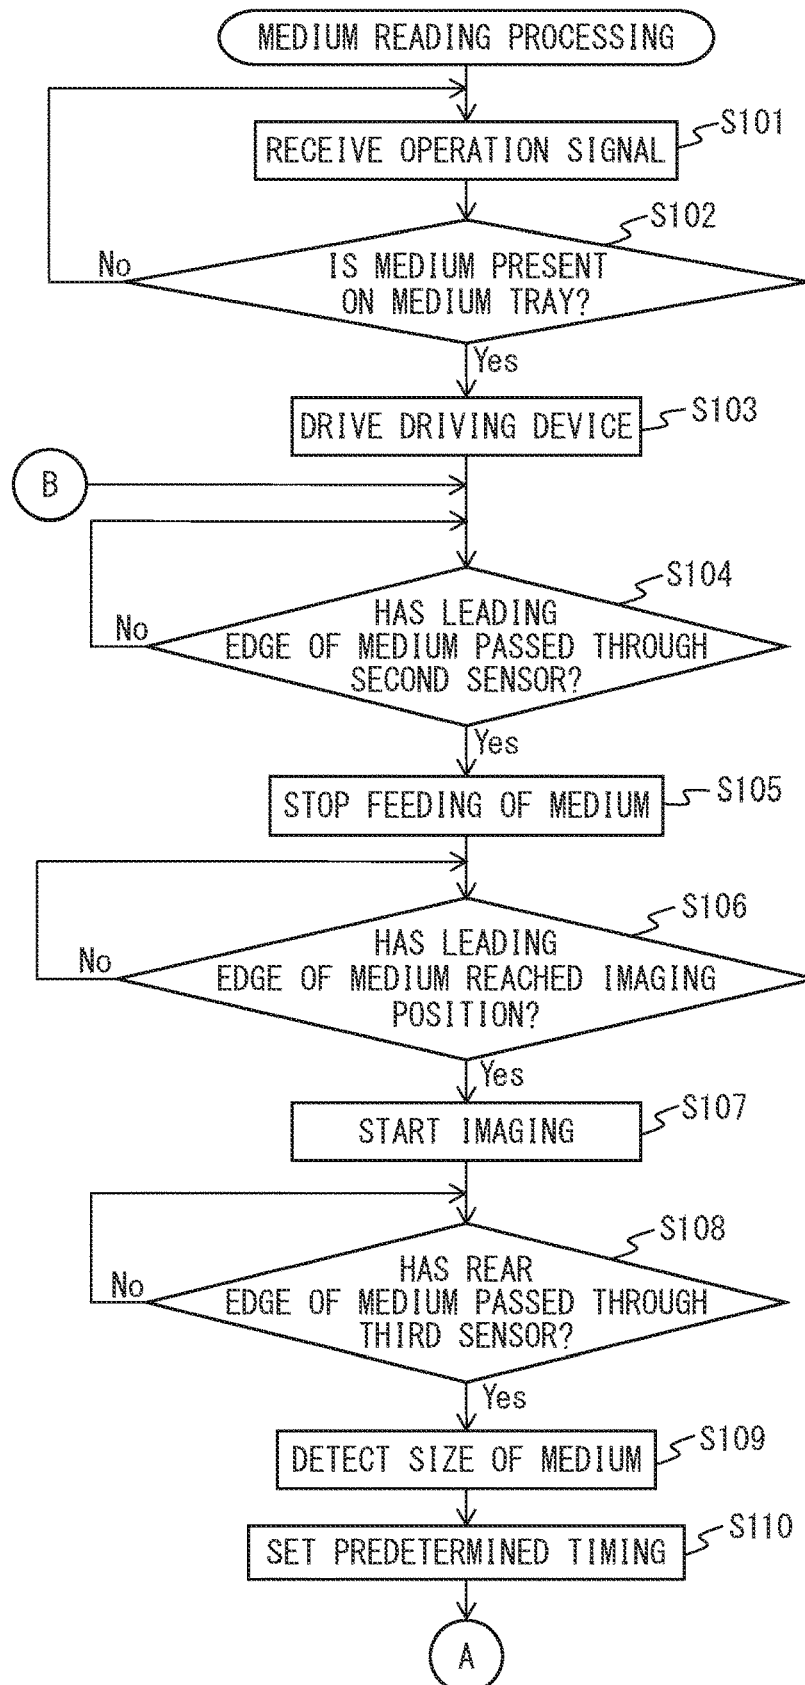 MEDIUM READING PROCESSING
RECEIVE OPERATION SIGNAL
S101
IS MEDIUM PRESENT
ON MEDIUM TRAY?
S102
No
Yes
DRIVE DRIVING DEVICE
S103
B
HAS LEADING
EDGE OF MEDIUM PASSED THROUGH
SECOND SENSOR?
S104
No
Yes
STOP FEEDING OF MEDIUM
S105
HAS LEADING
EDGE OF MEDIUM REACHED IMAGING
POSITION?
S106
No
Yes
START IMAGING
S107
HAS REAR
EDGE OF MEDIUM PASSED THROUGH
THIRD SENSOR?
S108
No
Yes
DETECT SIZE OF MEDIUM
S109
SET PREDETERMINED TIMING
S110
A